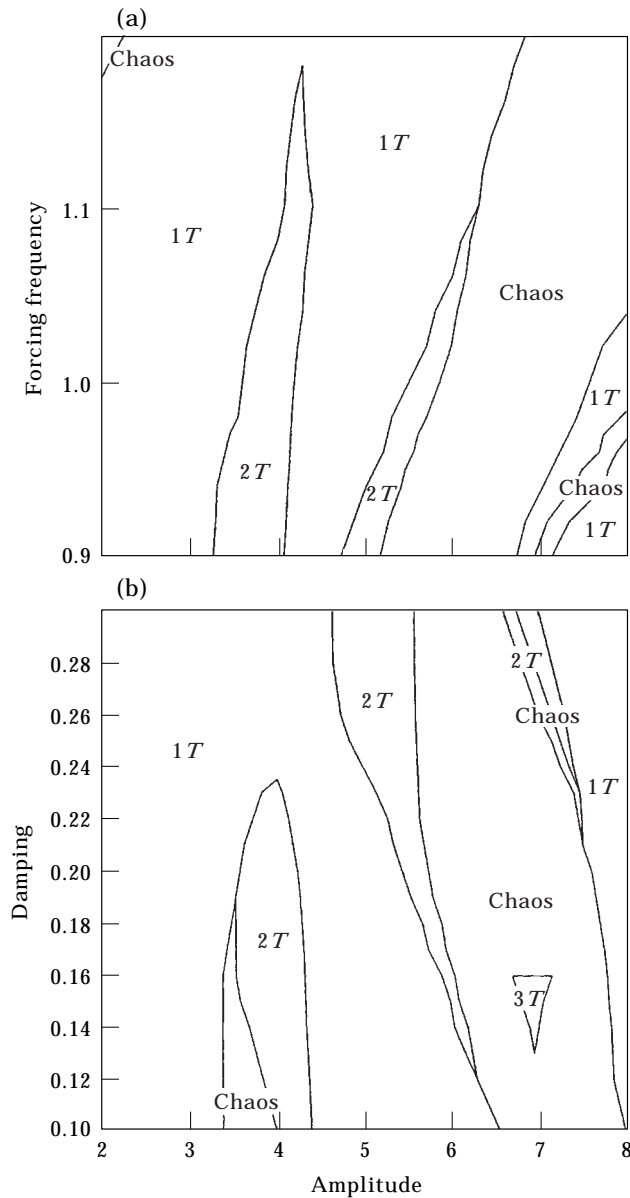 (a)
Chaos
1T
1T
1.1
Chaos
1.0
1T
2T
2T
Chaos
1T
0.9
Forcing frequency
(b)
0.28
2T
2T
Chaos
0.26
1T
1T
0.24
0.22
0.20
Chaos
0.18
2T
0.16
3T
0.14
0.12
Chaos
0.10
Damping
2 3 4 5 6 7 8
Amplitude